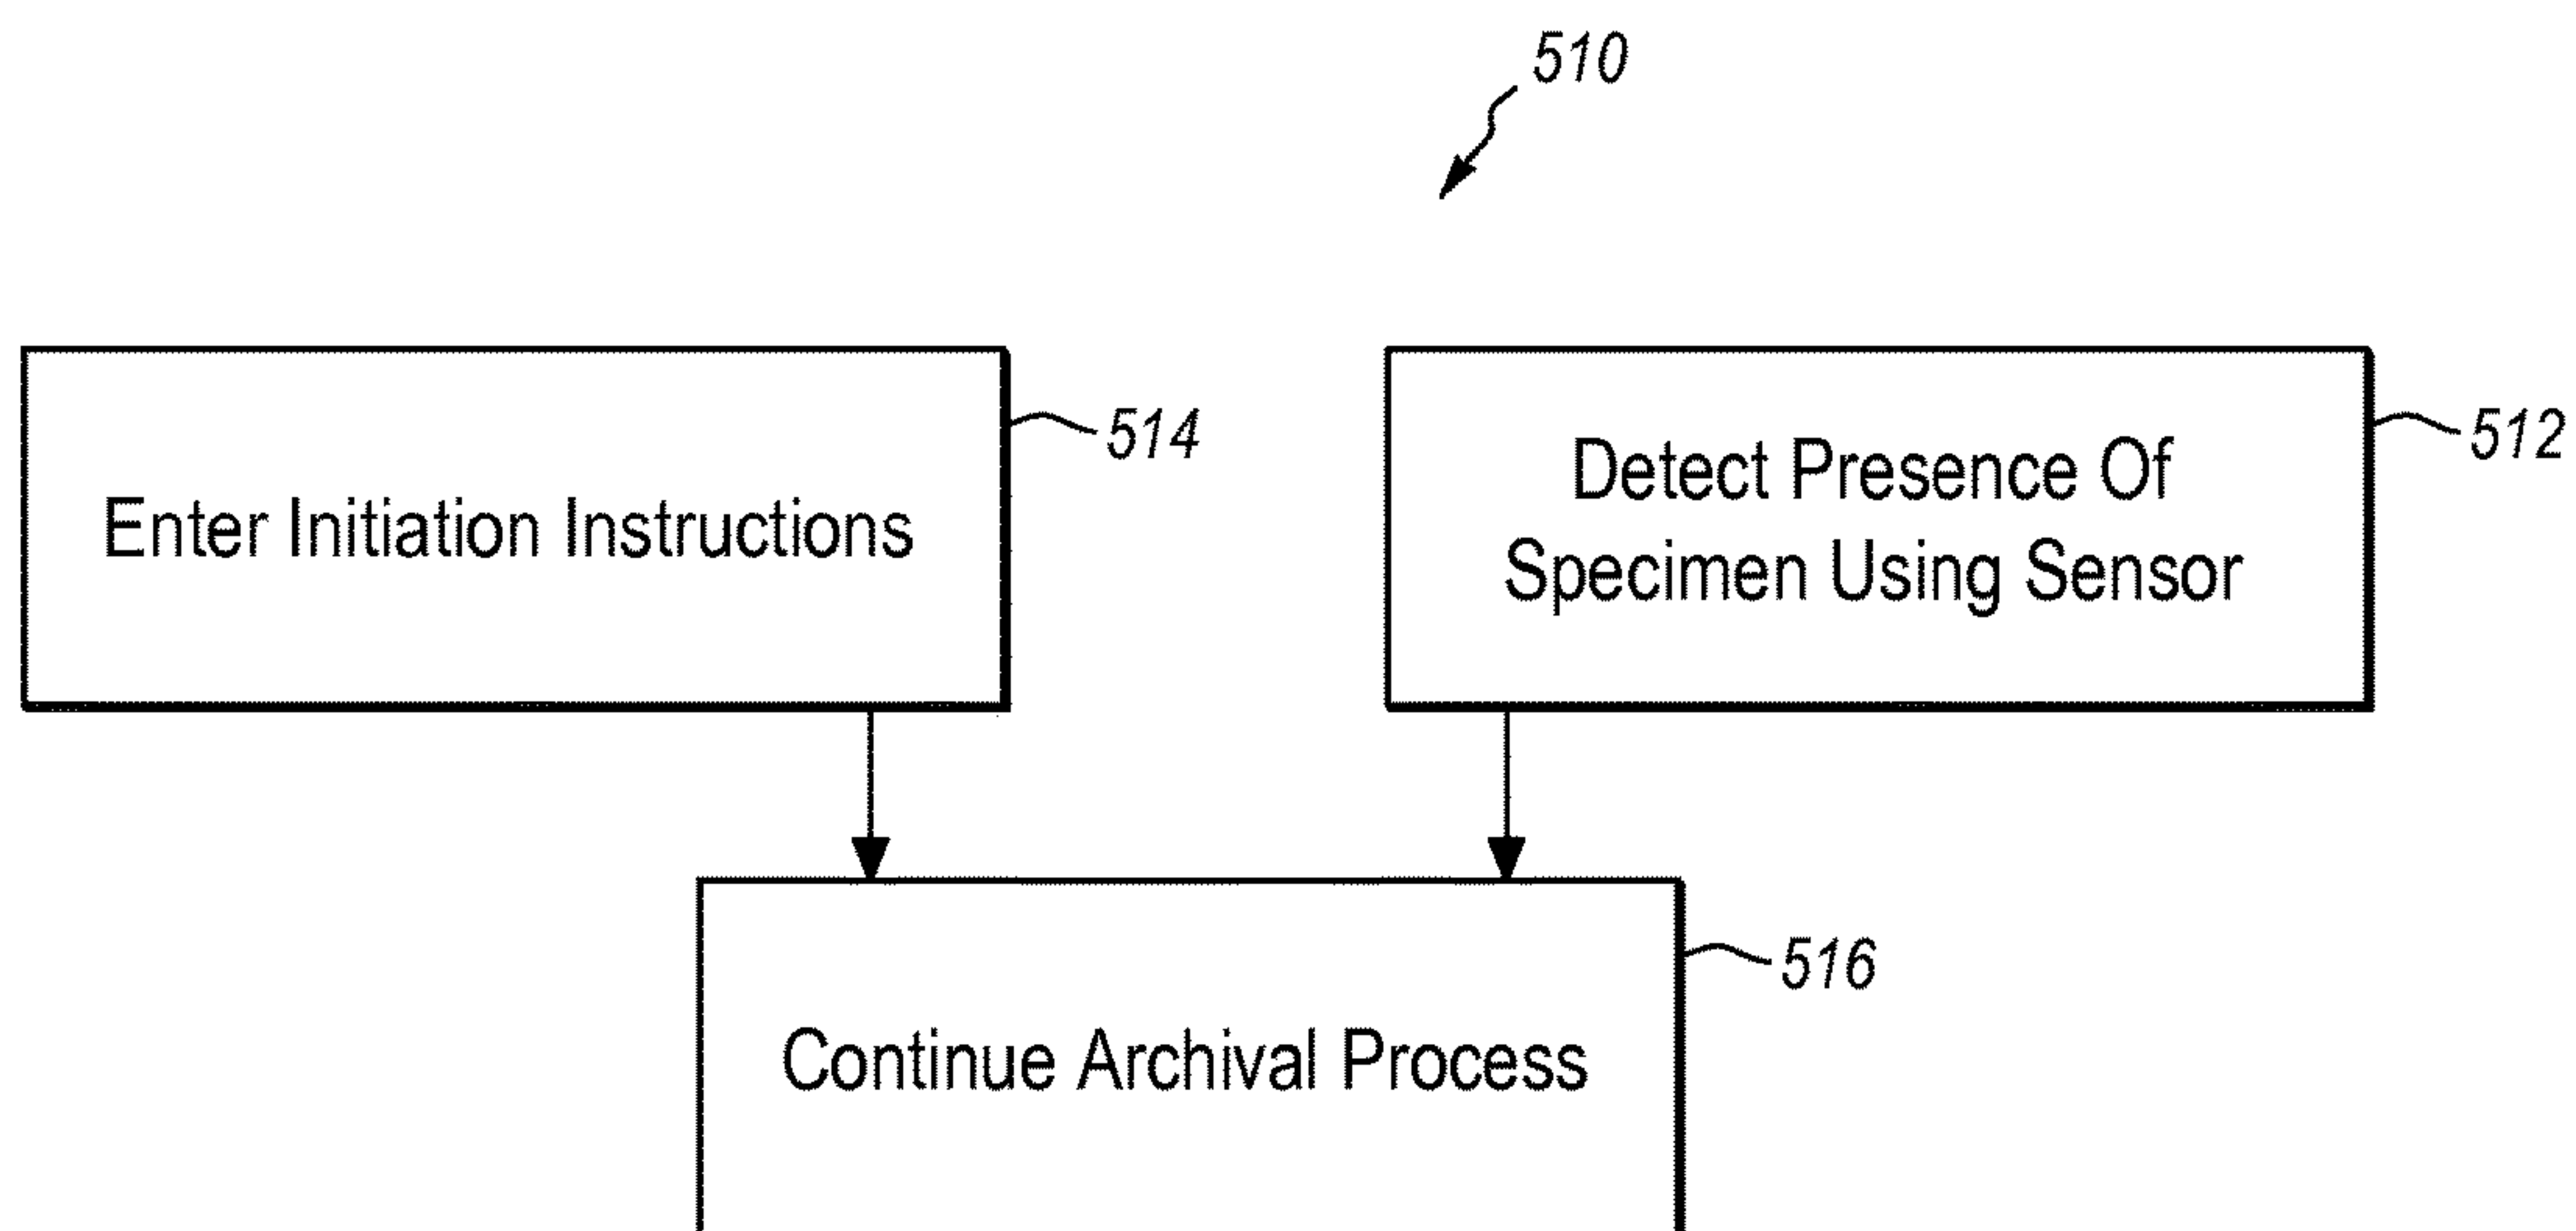 510
Enter Initiation Instructions
514
Detect Presence Of
Specimen Using Sensor
512
Continue Archival Process
516